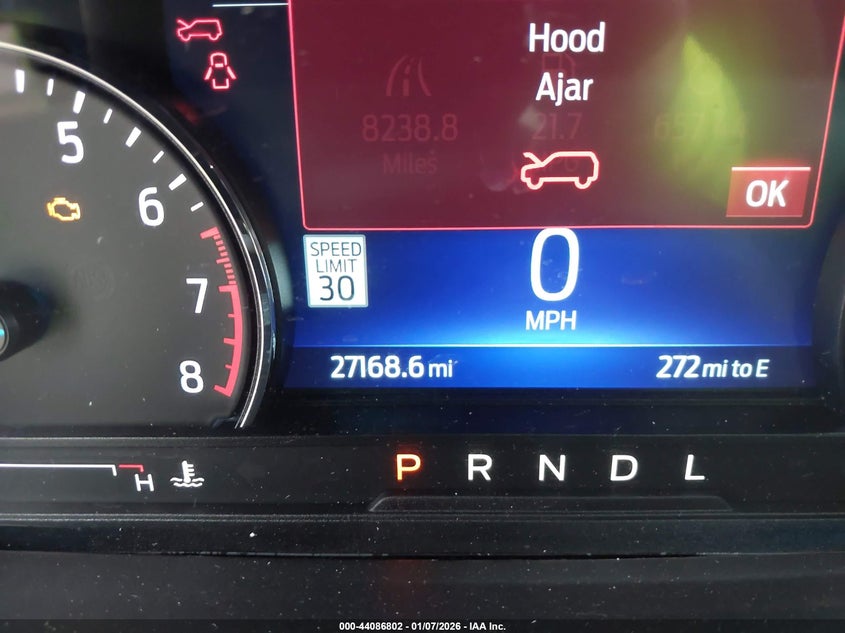 Hood
Ajar
8238.8 21.7
Miles
OK
5
6
7
8
SPEED
LIMIT
30
0
MPH
27168.6 mi 272 mi to E
H P R N D L
000-44086802 - 01/07/2026 - IAA Inc.